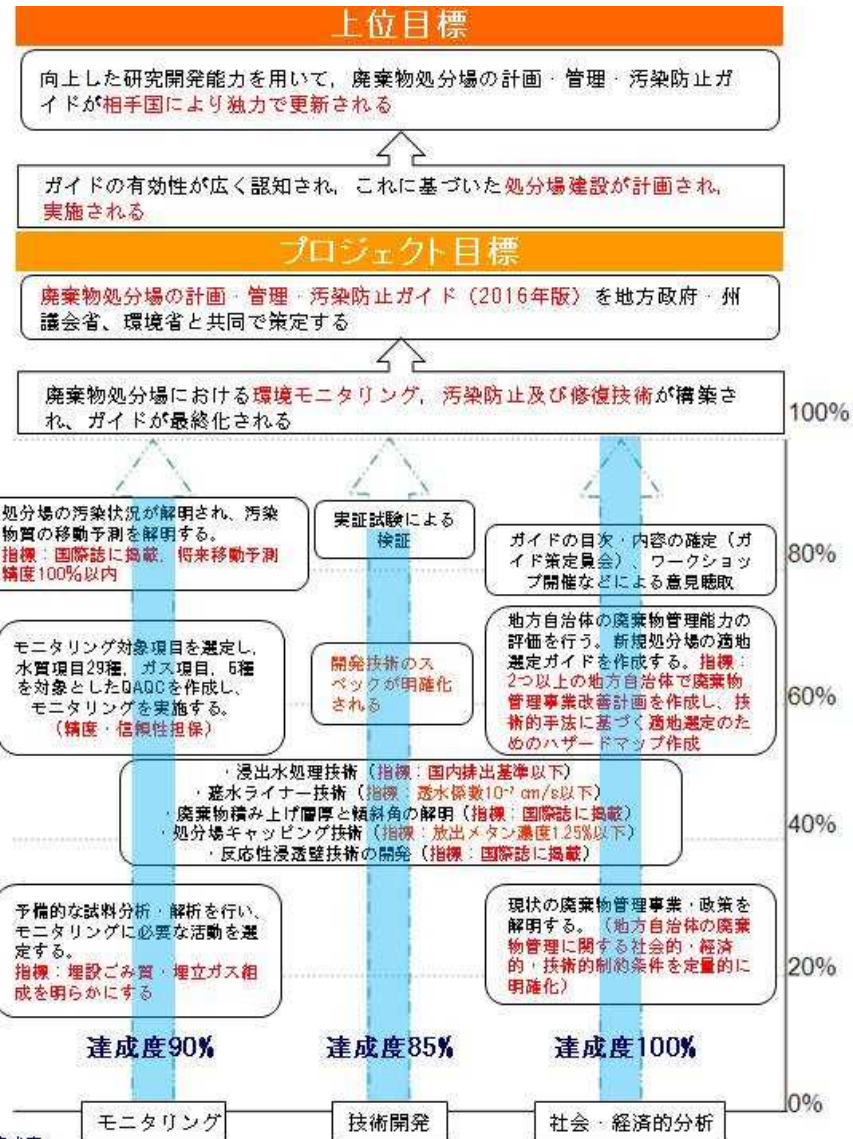 上位目標
向上した研究開発能力を用いて，廃棄物処分場の計画・管理・汚染防止ガ
イドが相手国により独力で更新される
ガイドの有効性が広く認知され，これに基づいた処分場建設が計画され，
実施される
プロジェクト目標
廃棄物処分場の計画・管理・汚染防止ガイド（2016年版）を地方政府・州
議会省、環境省と共同で策定する
廃棄物処分場における環境モニタリング，汚染防止及び修復技術が構築さ
れ、ガイドが最終化される
100%
処分場の汚染状況が解明され、汚染
物質の移動予測を解明する。
指標：国際誌に掲載，将来移動予測
精度100%以内
実証試験による
検証
ガイドの目次・内容の確定（ガ
イド策定員会）、ワークショッ
プ開催などによる意見聴取
80%
モニタリング対象項目を選定し，
水質項目29種，ガス項目，6種
を対象としたQAQCを作成し，
モニタリングを実施する。
（精度・信頼性担保）
開発技術のス
ペックが明確化
される
地方自治体の廃棄物管理能力の
評価を行う。新規処分場の適地
選定ガイドを作成する。指標：
2つ以上の地方自治体で廃棄物
管理事業改善計画を作成し、技
術的手法に基づく適地選定のた
めのハザードマップ作成
60%
・浸出水処理技術（指標：国内排出基準以下）
・遮水ライナー技術（指標：透水係数10⁻⁷ cm/s以下）
・廃棄物積み上げ層厚と傾斜角の解明（指標：国際誌に掲載）
・処分場キャッピング技術（指標：放出メタン濃度1.25%以下）
・反応性浸透壁技術の開発（指標：国際誌に掲載）
40%
予備的な試料分析・解析を行い、
モニタリングに必要な活動を選
定する。
指標：埋設ごみ質・埋立ガス組
成を明らかにする
現状の廃棄物管理事業・政策を
解明する。（地方自治体の廃棄
物管理に関する社会的・経済
的・技術的制約条件を定量的に
明確化）
20%
達成度90%
達成度85%
達成度100%
0%
モニタリング
技術開発
社会・経済的分析